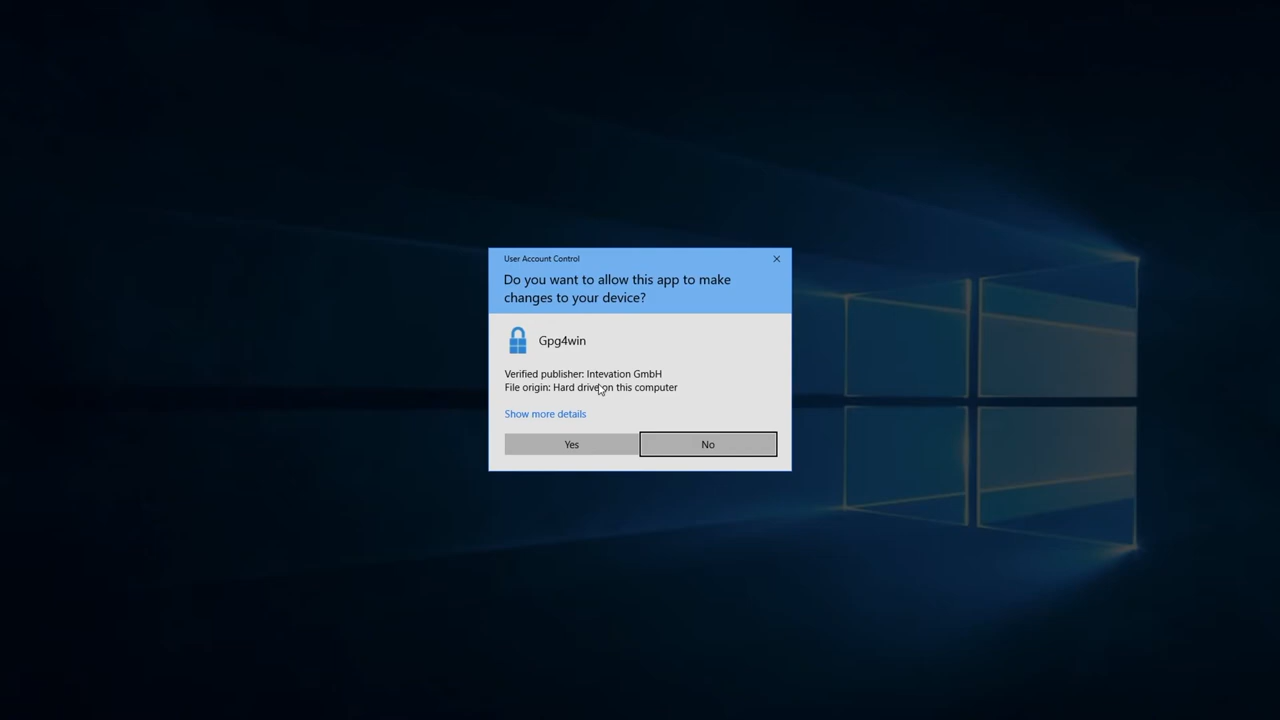 User Account Control
Do you want to allow this app to make
changes to your device?
Gpg4win
Verified publisher: Intevation GmbH
File origin: Hard drive on this computer
Show more details
Yes
No